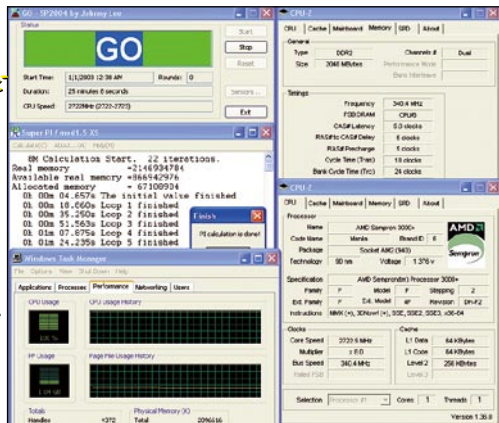 GO - SP2004 by Johnny Lee
Status
GO
Start
Stop
Reset
Start Time: 1/1/2003 12:38 AM Rounds: 0
Duration: 25 minutes 6 seconds
Sensors...
CPU Speed: 2722MHz (2722-2723)
Exit
Super PI / mod1.5 XS
Calculate(C) About...(A) Help(H)
8M Calculation Start. 22 iterations.
Real memory =2146934784
Available real memory =866942976
Allocated memory = 67108904
0h 00m 04.657s The initial value finished
0h 00m 18.860s Loop 1 finished
0h 00m 35.250s Loop 2 finished
0h 00m 51.563s Loop 3 finished
0h 01m 07.875s Loop 4 finished
0h 01m 24.235s Loop 5 finished
Finish
PI calculation is done!
Windows Task Manager
File Options View Shut Down Help
Applications Processes Performance Networking Users
CPU Usage CPU Usage History
PF Usage Page File Usage History
Totals
Handles 4372
Physical Memory (K)
Total 2096616
CPU-Z
CPU Cache Mainboard Memory SPD About
General
Type DDR2 Channels # Dual
Size 2048 MBytes Performance Mode
Bank Interleave
Timings
Frequency 340.4 MHz
FSB:DRAM CPU/8
CAS# Latency 5.0 clocks
RAS# to CAS# Delay 5 clocks
RAS# Precharge 5 clocks
Cycle Time (Tras) 18 clocks
Bank Cycle Time (Trc) 24 clocks
CPU-Z
CPU Cache Mainboard Memory SPD About
Processor
Name AMD Sempron 3000+
Code Name Manila Brand ID 6
Package Socket AM2 (940)
Technology 90 nm Voltage 1.376 v
AMD
Sempron
Specification AMD Sempron(tm) Processor 3000+
Family F Model F Stepping 2
Ext. Family F Ext. Model 4F Revision DH-F2
Instructions MMX (+), 3DNow! (+), SSE, SSE2, SSE3, x86-64
Clocks
Core Speed 2722.9 MHz
Multiplier x 8.0
Bus Speed 340.4 MHz
Rated FSB
Cache
L1 Data 64 KBytes
L1 Code 64 KBytes
Level 2 256 KBytes
Level 3
Selection Processor #1 Cores 1 Threads 1
Version 1.36.0